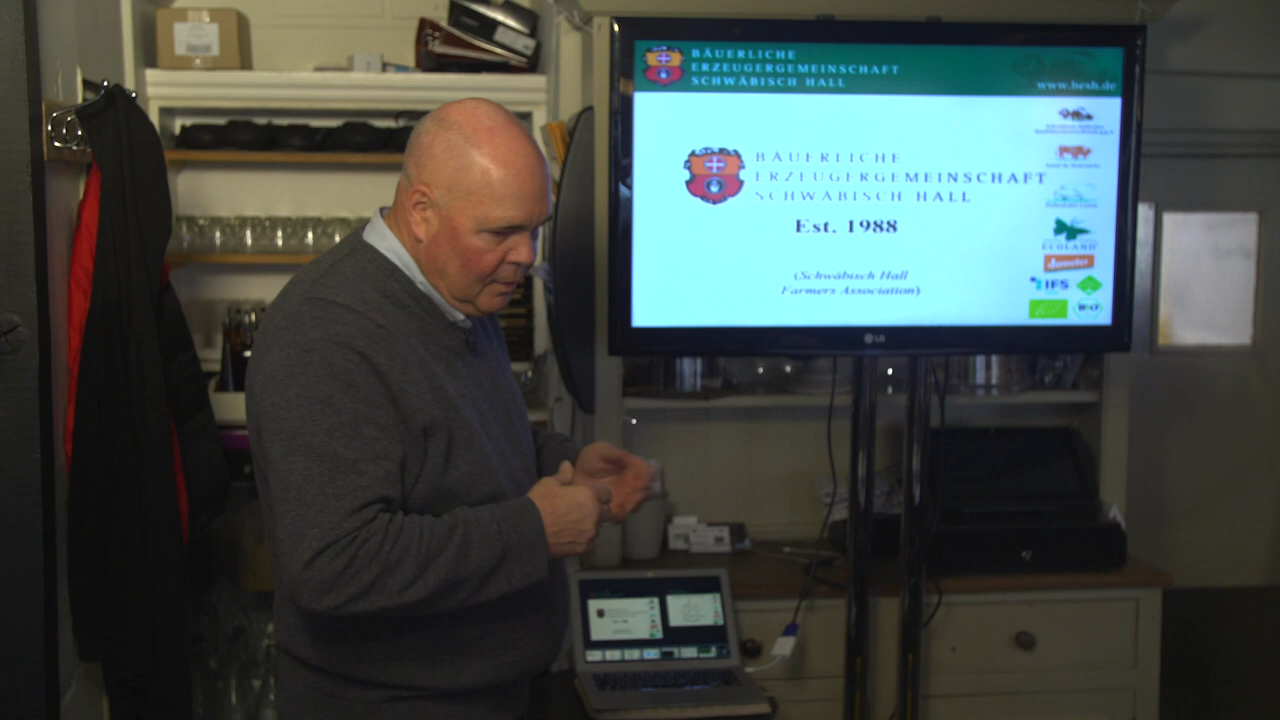 BÄUERLICHE
ERZEUGERGEMEINSCHAFT
SCHWÄBISCH HALL
www.besh.de
BÄUERLICHE
ERZEUGERGEMEINSCHAFT
SCHWÄBISCH HALL
Est. 1988
(Schwäbisch Hall
Farmers Association)
ECOLAND
demeter
IFS
BIO
LG